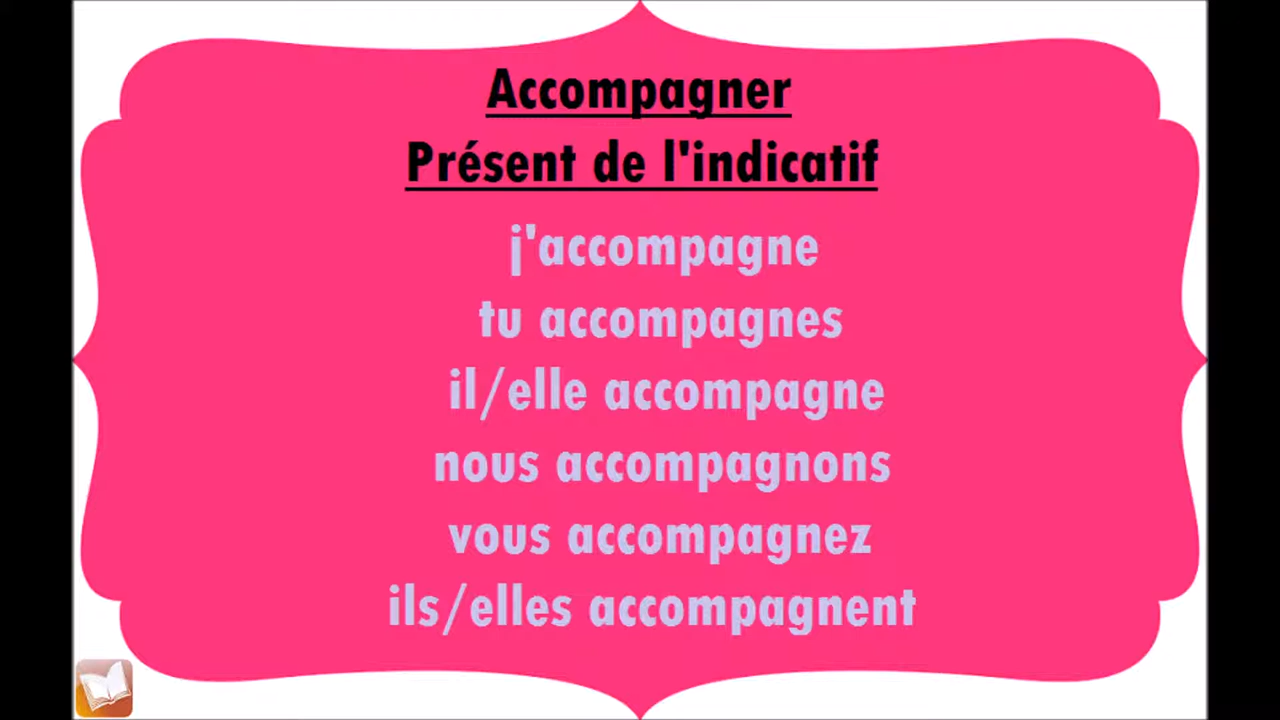 Accompagner
Présent de l'indicatif
j'accompagne
tu accompagnes
il/elle accompagne
nous accompagnons
vous accompagnez
ils/elles accompagnent